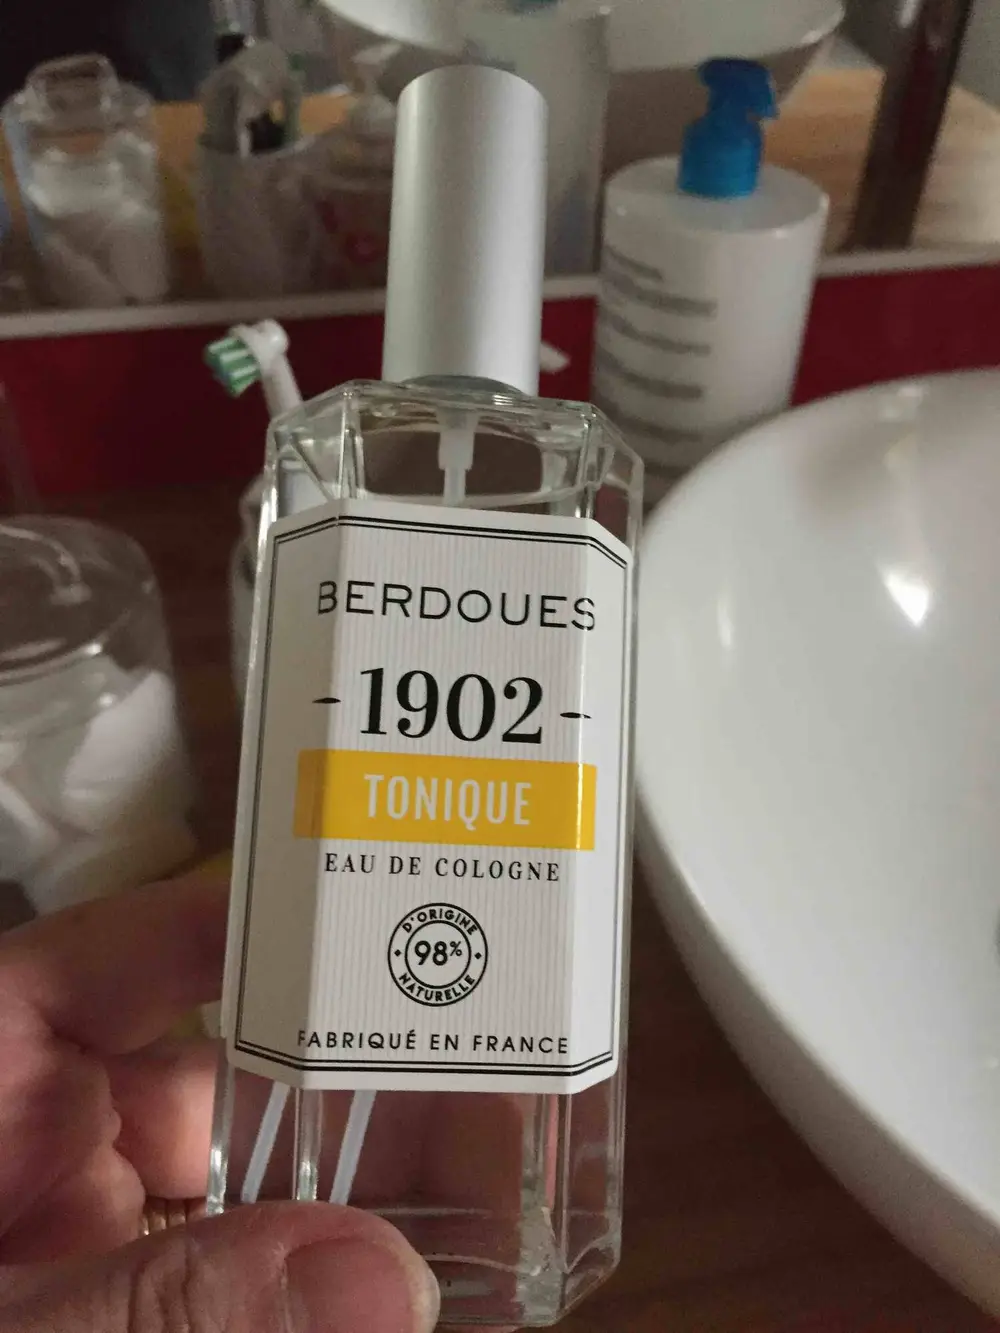 BERDOUES
-1902-
TONIQUE
EAU DE COLOGNE
D'ORIGINE
98%
NATURELLE
FABRIQUÉ EN FRANCE